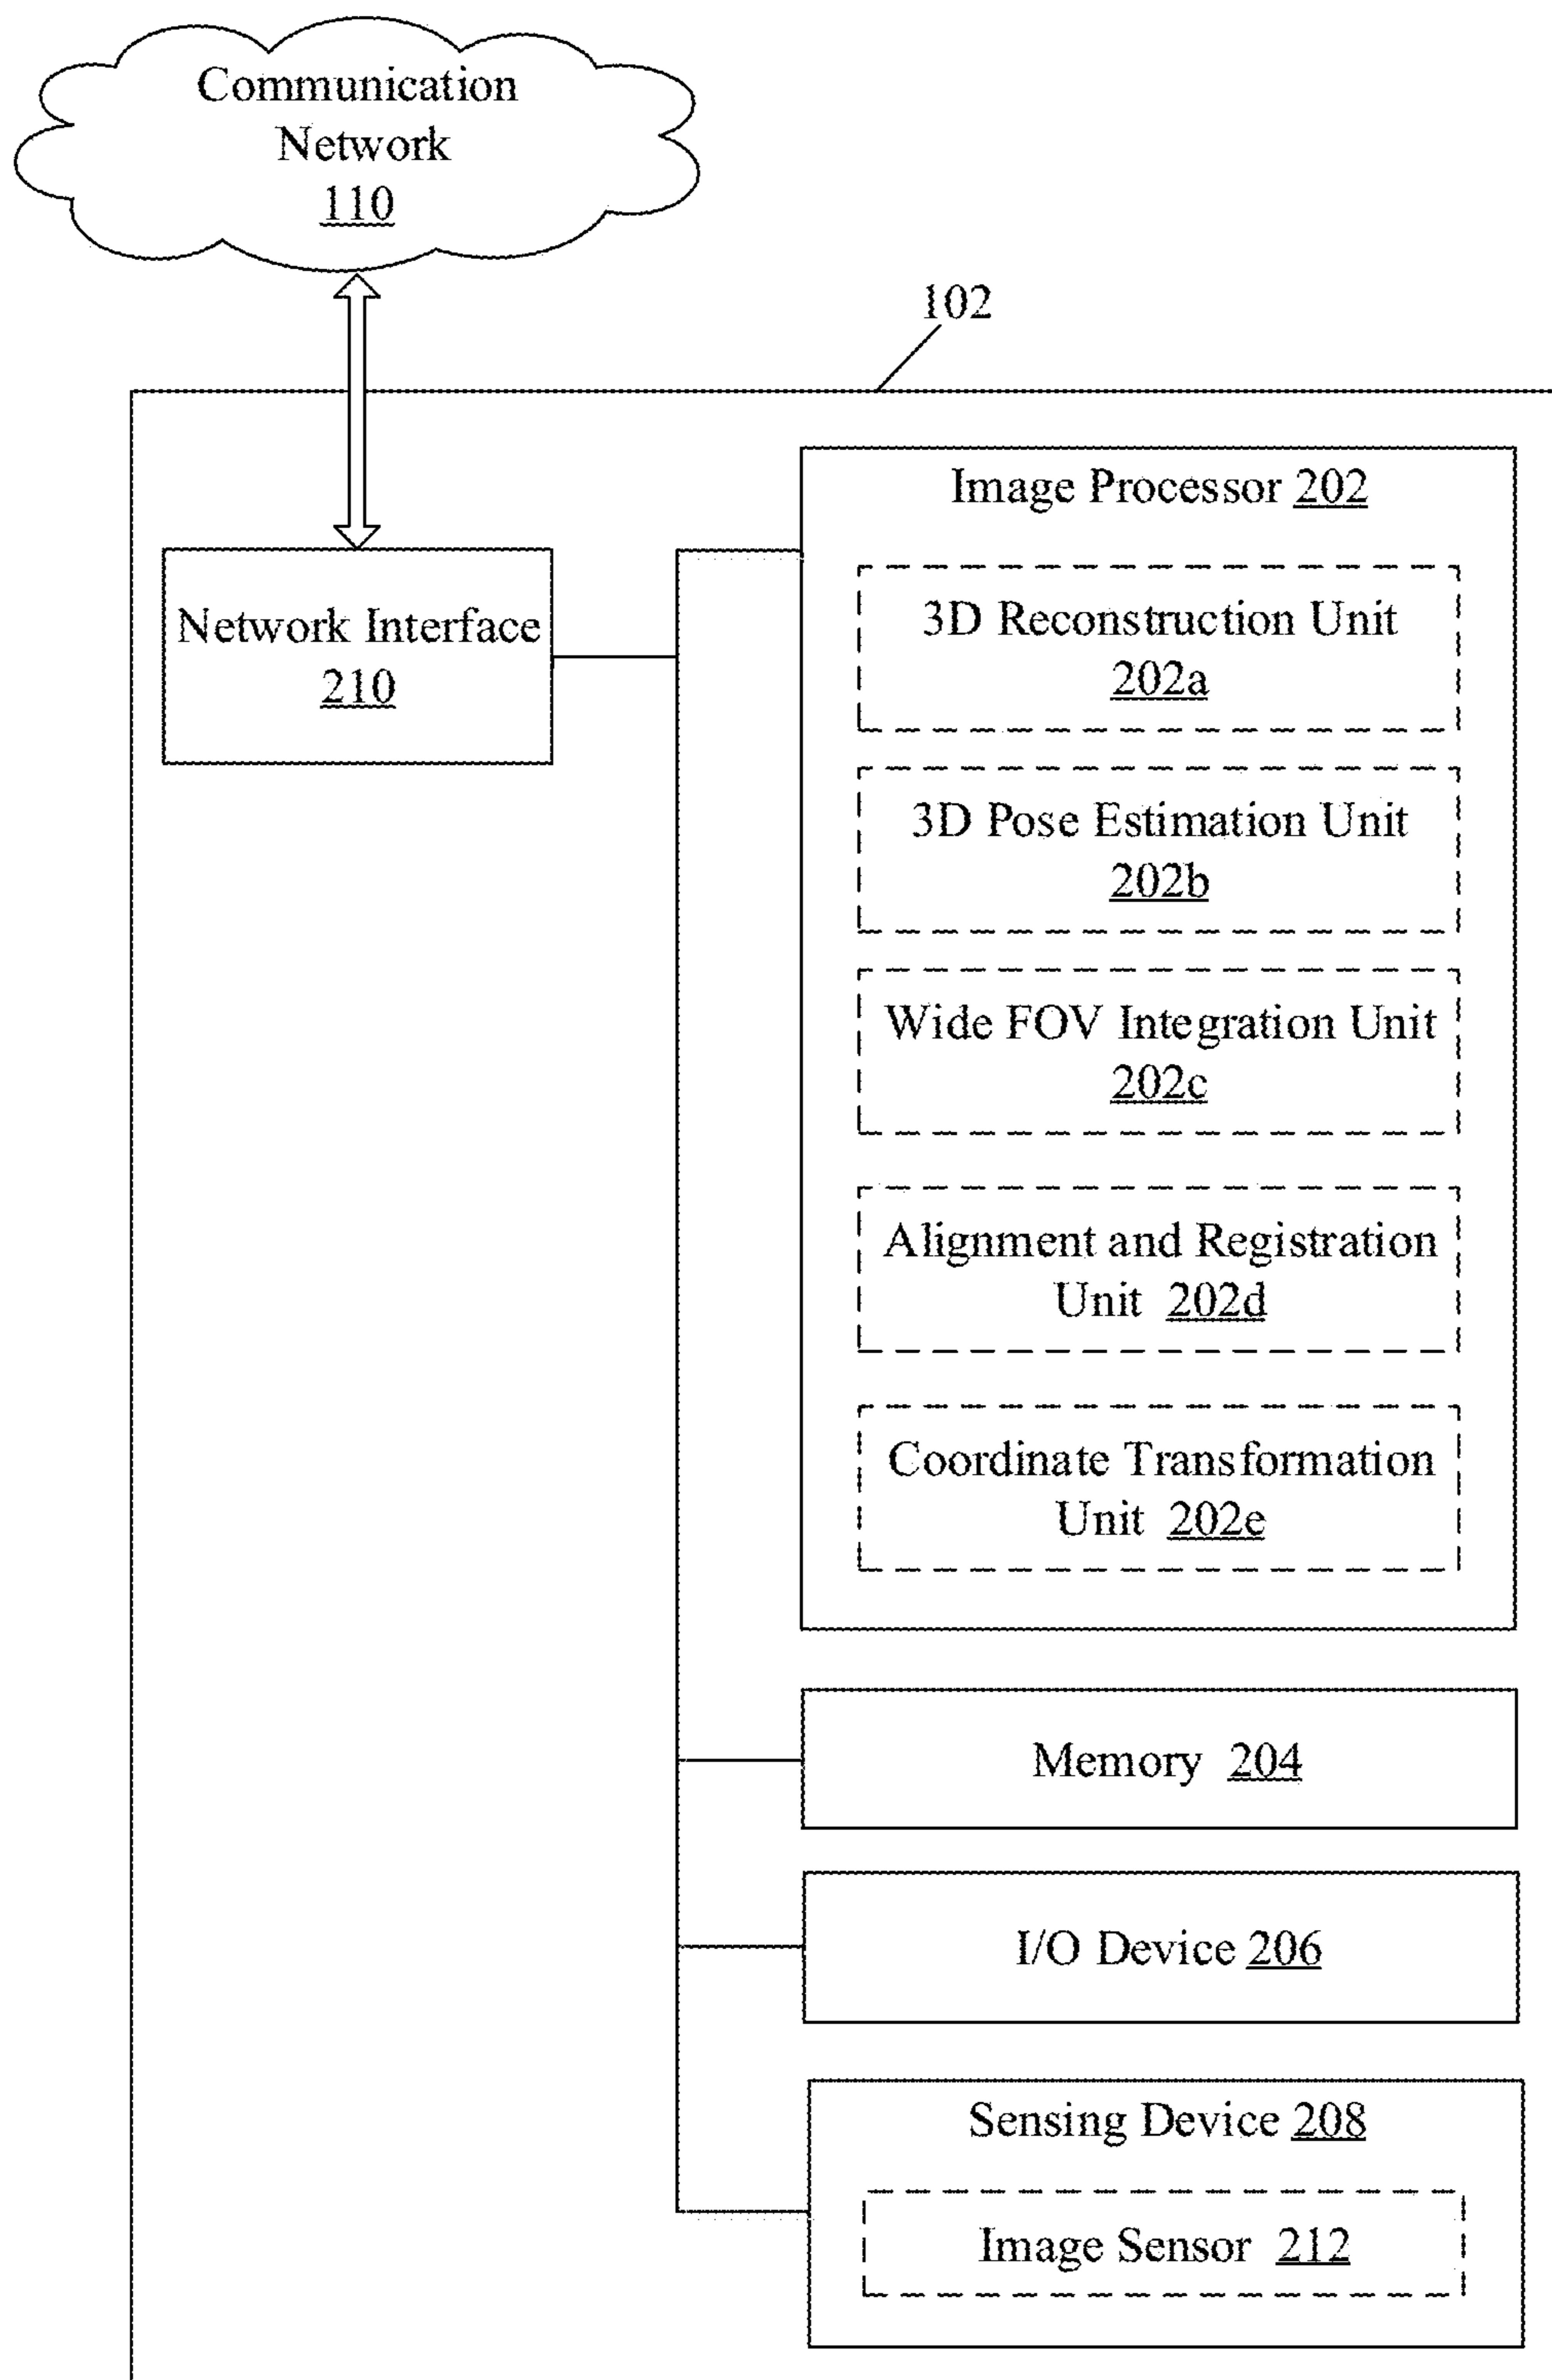 Communication
Network
110
102
Network Interface
210
Image Processor 202
3D Reconstruction Unit
202a
3D Pose Estimation Unit
202b
Wide FOV Integration Unit
202c
Alignment and Registration
Unit 202d
Coordinate Transformation
Unit 202e
Memory 204
I/O Device 206
Sensing Device 208
Image Sensor 212